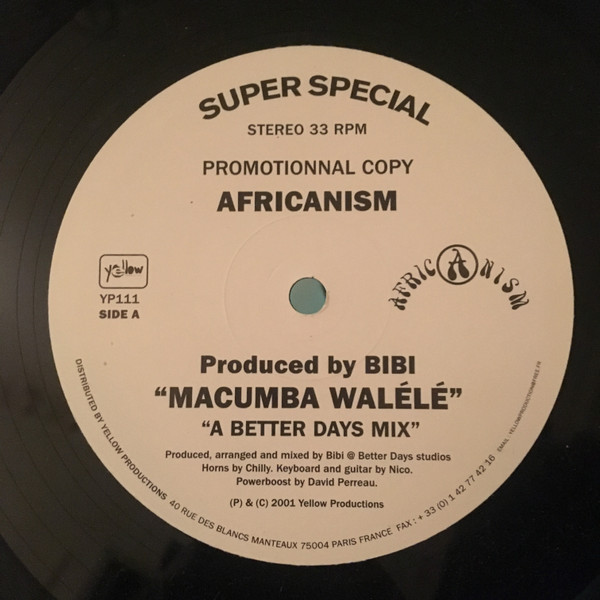 SUPER SPECIAL
STEREO 33 RPM
PROMOTIONNAL COPY
AFRICANISM
yellow
YP111
SIDE A
AFRICANISM
Produced by BIBI
“MACUMBA WALÉLÉ”
“A BETTER DAYS MIX”
Produced, arranged and mixed by Bibi @ Better Days studios
Horns by Chilly. Keyboard and guitar by Nico.
Powerboost by David Perreau.
(P) & (C) 2001 Yellow Productions
DISTRIBUTED BY YELLOW PRODUCTIONS 40 RUE DES BLANCS MANTEAUX 75004 PARIS FRANCE FAX : + 33 (0) 1 42 77 42 16 EMAIL